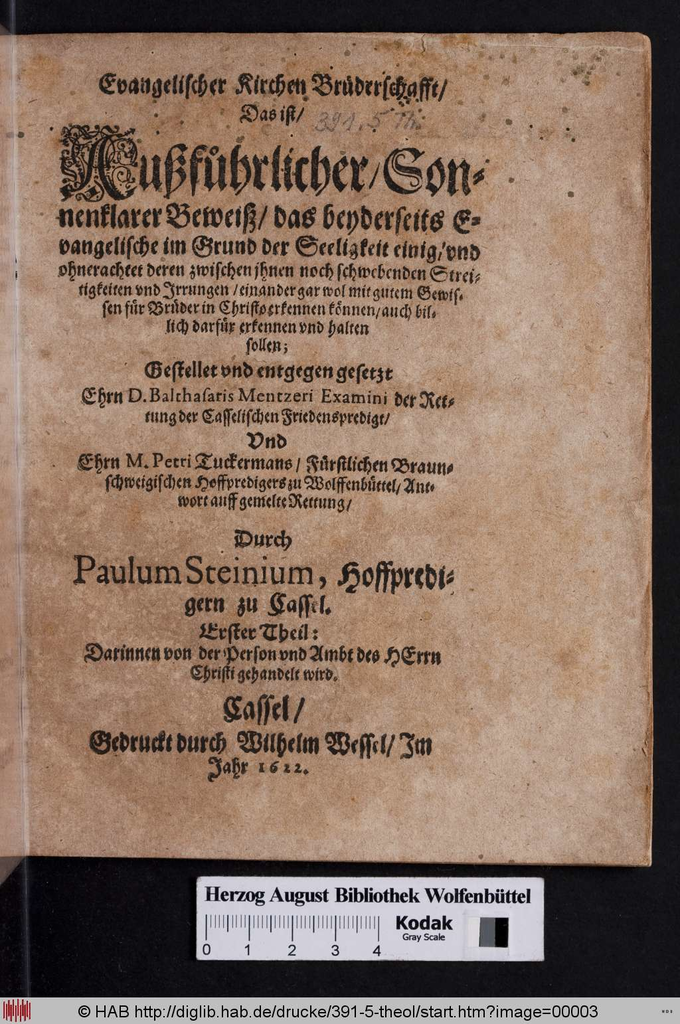 Evangelischer Kirchen Brüderschafft/
Das ist/
391. 5 Th.
Außführlicher/ Son-
nenklarer Beweiß/ das beyderseits E-
vangelische im Grund der Seeligkeit einig/ vnd
ohnerachtet deren zwischen jhnen noch schwebenden Strei-
tigkeiten vnd Irrungen / einander gar wol mit gutem Gewis-
sen für Brüder in Christo erkennen können/ auch bil-
lich darfür erkennen vnd halten
sollen;
Gestellet vnd entgegen gesetzt
Ehrn D. Balthasaris Mentzeri Examini der Ret-
tung der Casselischen Friedenspredigt/
Vnd
Ehrn M. Petri Tuckermans/ Fürstlichen Braun-
schweigischen Hoffpredigers zu Wolffenbüttel/ Ant-
wort auff gemelte Rettung/
Durch
Paulum Steinium, Hoffpredi-
gern zu Cassel.
Erster Theil:
Darinnen von der Person vnd Ambt des HErrn
Christi gehandelt wird.
Cassel/
Gedruckt durch Wilhelm Wessel/ Im
Jahr 1622.
Herzog August Bibliothek Wolfenbüttel
Kodak
Gray Scale
0 1 2 3 4
© HAB http://diglib.hab.de/drucke/391-5-theol/start.htm?image=00003